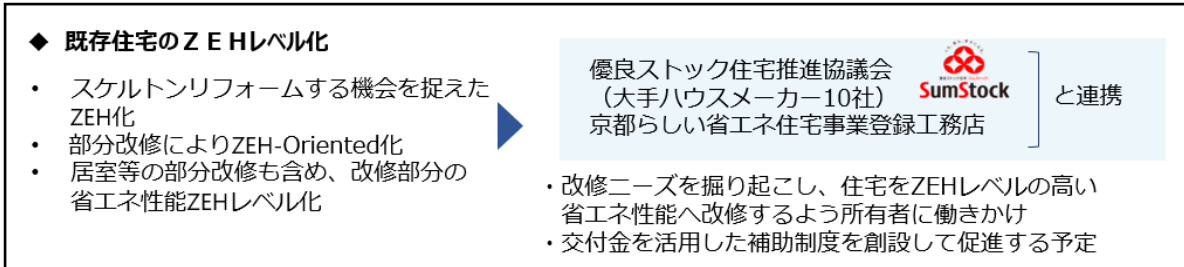 ◆ 既存住宅のＺＥＨレベル化
・ スケルトンリフォームする機会を捉えた
ZEH化
・ 部分改修によりZEH-Oriented化
・ 居室等の部分改修も含め、改修部分の
省エネ性能ZEHレベル化
優良ストック住宅推進協議会
（大手ハウスメーカー10社）
SumStock
京都らしい省エネ住宅事業登録工務店
と連携
・改修ニーズを掘り起こし、住宅をZEHレベルの高い
省エネ性能へ改修するよう所有者に働きかけ
・交付金を活用した補助制度を創設して促進する予定